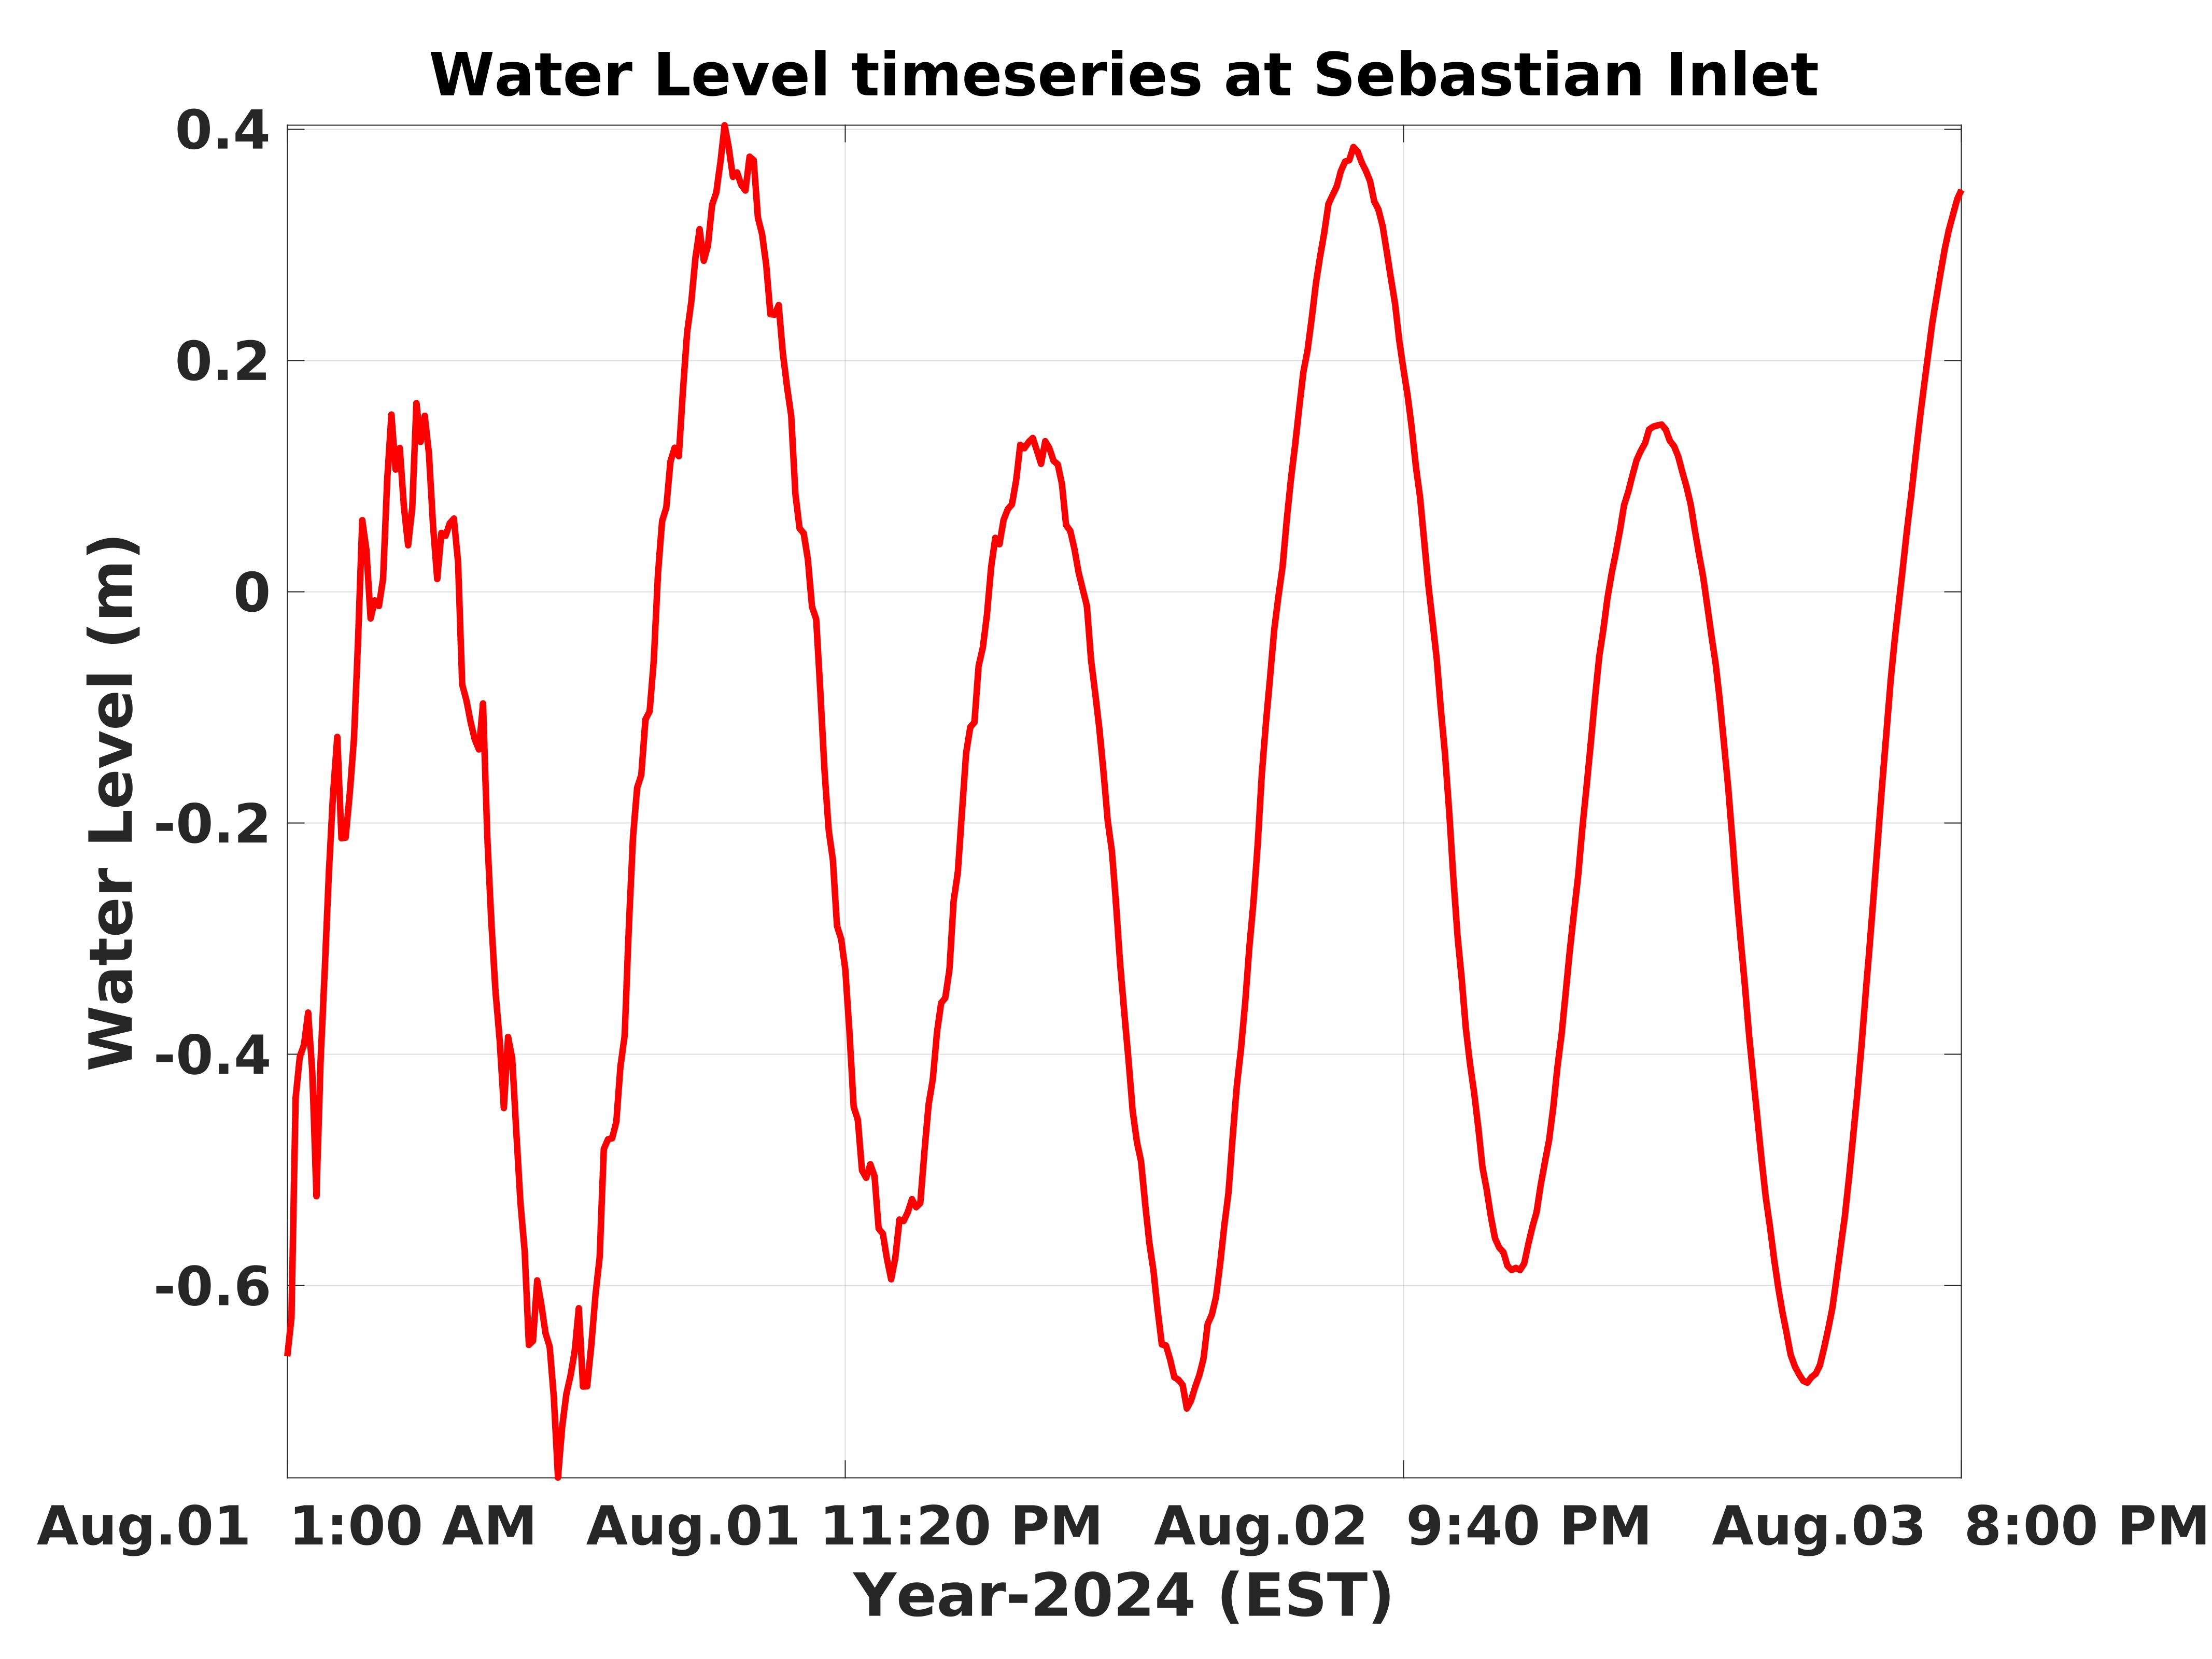 Water Level timeseries at Sebastian Inlet
0.4
0.2
0
-0.2
-0.4
-0.6
Water Level (m)
Aug.01 1:00 AM Aug.01 11:20 PM Aug.02 9:40 PM Aug.03 8:00 PM
Year-2024 (EST)